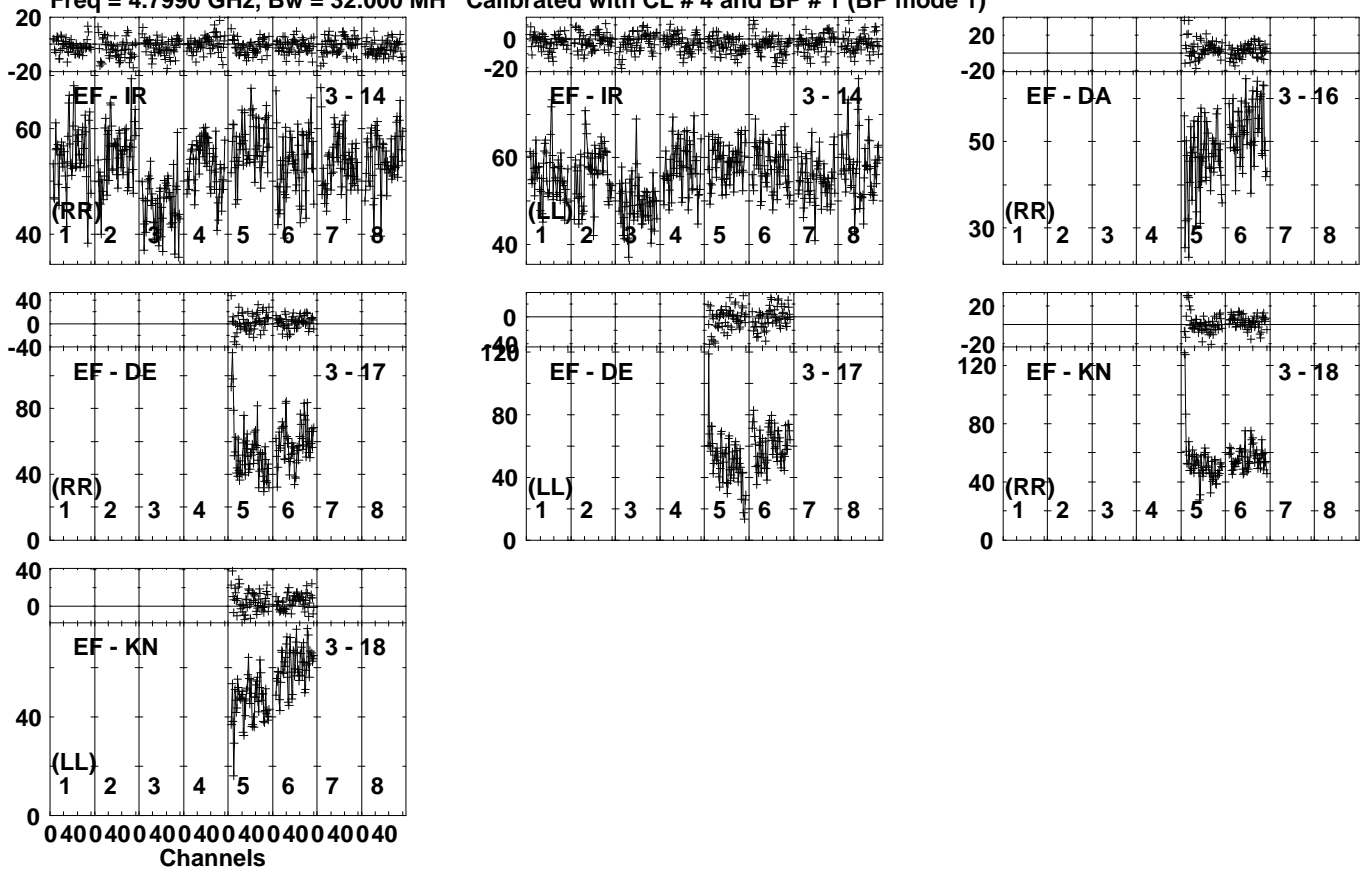 Freq = 4.7990 GHz, Bw = 32.000 MH Calibrated with CL # 4 and BP # 1 (BP mode 1)
20
-20
EF - IR 3 - 14
60
40
(RR)
1 2 3 4 5 6 7 8
0
-20
EF - IR 3 - 14
60
40
(LL)
1 2 3 4 5 6 7 8
20
-20
EF - DA 3 - 16
50
30
(RR)
1 2 3 4 5 6 7 8
40
0
-40
EF - DE 3 - 17
80
40
0
(RR)
1 2 3 4 5 6 7 8
0
-40
120
EF - DE 3 - 17
80
40
0
(LL)
1 2 3 4 5 6 7 8
20
-20
120
EF - KN 3 - 18
80
40
0
(RR)
1 2 3 4 5 6 7 8
40
0
EF - KN 3 - 18
40
0
(LL)
1 2 3 4 5 6 7 8
0 40 0 40 0 40 0 40 0 40 0 40 0 40 0 40
Channels